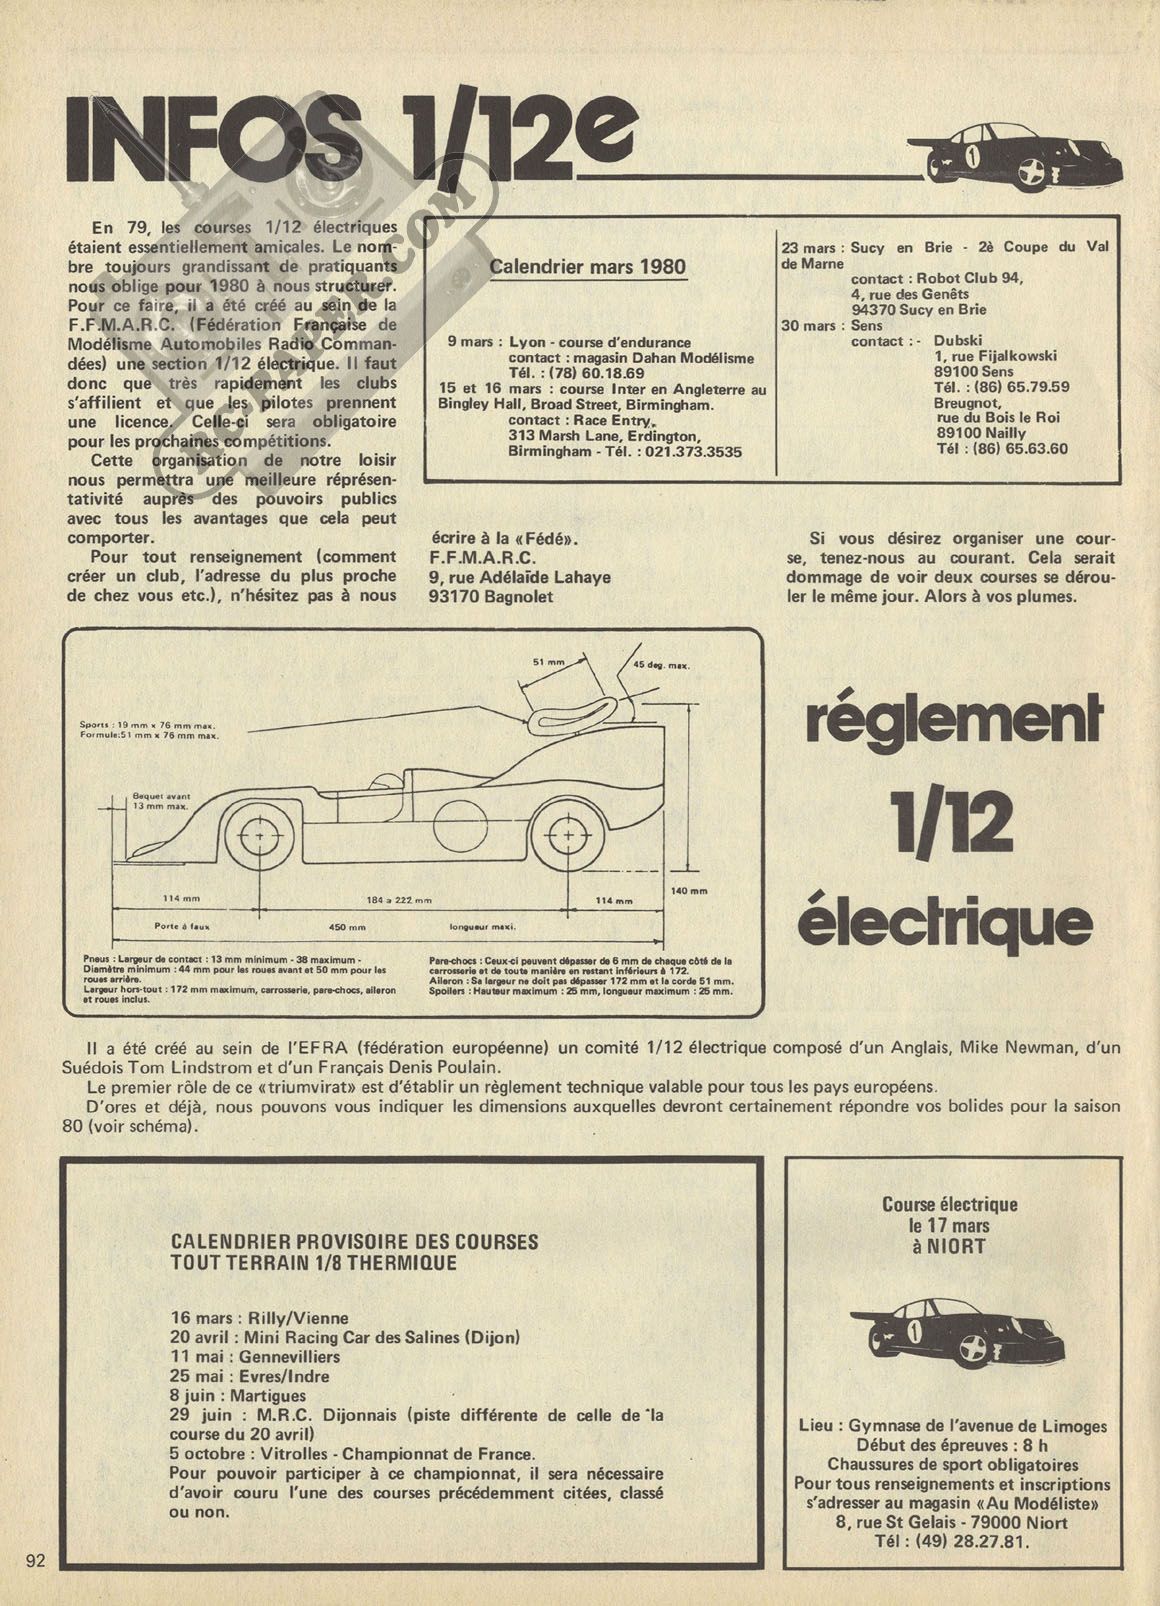 INFOS 1/12e
1
RCPAPER.COM
En 79, les courses 1/12 électriques
étaient essentiellement amicales. Le nom-
bre toujours grandissant de pratiquants
nous oblige pour 1980 à nous structurer.
Pour ce faire, il a été créé au sein de la
F.F.M.A.R.C. (Fédération Française de
Modélisme Automobiles Radio Comman-
dées) une section 1/12 électrique. Il faut
donc que très rapidement les clubs
s'affilient et que les pilotes prennent
une licence. Celle-ci sera obligatoire
pour les prochaines compétitions.
Cette organisation de notre loisir
nous permettra une meilleure réprésen-
tativité auprès des pouvoirs publics
avec tous les avantages que cela peut
comporter.
Pour tout renseignement (comment
créer un club, l'adresse du plus proche
de chez vous etc.), n'hésitez pas à nous
Calendrier mars 1980
9 mars : Lyon - course d'endurance
contact : magasin Dahan Modélisme
Tél. : (78) 60.18.69
15 et 16 mars : course Inter en Angleterre au
Bingley Hall, Broad Street, Birmingham.
contact : Race Entry,
313 Marsh Lane, Erdington,
Birmingham - Tél. : 021.373.3535
23 mars : Sucy en Brie - 2è Coupe du Val
de Marne
contact : Robot Club 94,
4, rue des Genêts
94370 Sucy en Brie
30 mars : Sens
contact : - Dubski
1, rue Fijalkowski
89100 Sens
Tél. : (86) 65.79.59
Breugnot,
rue du Bois le Roi
89100 Nailly
Tél : (86) 65.63.60
écrire à la «Fédé».
F.F.M.A.R.C.
9, rue Adélaïde Lahaye
93170 Bagnolet
Si vous désirez organiser une cour-
se, tenez-nous au courant. Cela serait
dommage de voir deux courses se dérou-
ler le même jour. Alors à vos plumes.
51 mm
45 deg. max.
Sports : 19 mm x 76 mm max.
Formule:51 mm x 76 mm max.
Bequet avant
13 mm max.
140 mm
114 mm
184 a 222 mm
114 mm
Porte à faux
450 mm
longueur maxi.
Pneus : Largeur de contact : 13 mm minimum - 38 maximum -
Diamètre minimum : 44 mm pour les roues avant et 50 mm pour les
roues arrière.
Largeur hors-tout : 172 mm maximum, carrosserie, pare-chocs, aileron
et roues inclus.
Pare-chocs : Ceux-ci peuvent dépasser de 6 mm de chaque côté de la
carrosserie et de toute manière en restant inférieurs à 172.
Aileron : Sa largeur ne doit pas dépasser 172 mm et la corde 51 mm.
Spoilers : Hauteur maximum : 25 mm, longueur maximum : 25 mm.
réglement
1/12
électrique
Il a été créé au sein de l'EFRA (fédération européenne) un comité 1/12 électrique composé d'un Anglais, Mike Newman, d'un
Suédois Tom Lindstrom et d'un Français Denis Poulain.
Le premier rôle de ce «triumvirat» est d'établir un règlement technique valable pour tous les pays européens.
D'ores et déjà, nous pouvons vous indiquer les dimensions auxquelles devront certainement répondre vos bolides pour la saison
80 (voir schéma).
CALENDRIER PROVISOIRE DES COURSES
TOUT TERRAIN 1/8 THERMIQUE
16 mars : Rilly/Vienne
20 avril : Mini Racing Car des Salines (Dijon)
11 mai : Gennevilliers
25 mai : Evres/Indre
8 juin : Martigues
29 juin : M.R.C. Dijonnais (piste différente de celle de la
course du 20 avril)
5 octobre : Vitrolles - Championnat de France.
Pour pouvoir participer à ce championnat, il sera nécessaire
d'avoir couru l'une des courses précédemment citées, classé
ou non.
Course électrique
le 17 mars
à NIORT
1
Lieu : Gymnase de l'avenue de Limoges
Début des épreuves : 8 h
Chaussures de sport obligatoires
Pour tous renseignements et inscriptions
s'adresser au magasin «Au Modéliste»
8, rue St Gelais - 79000 Niort
Tél : (49) 28.27.81.
92